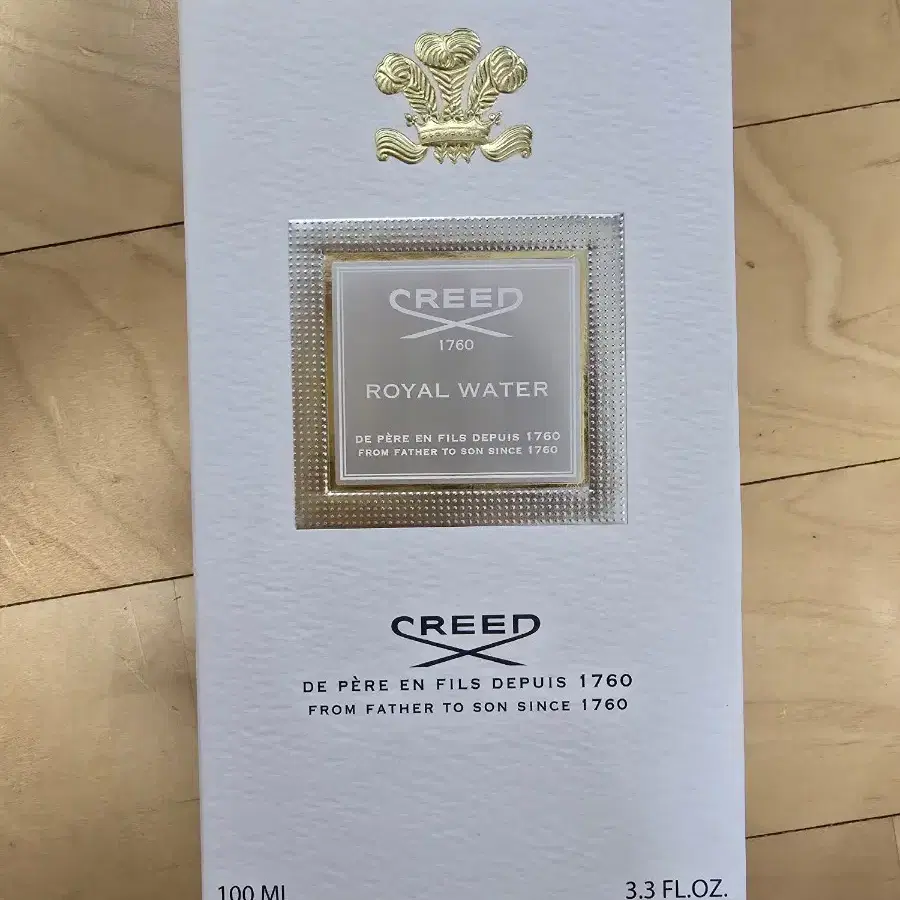 CREED
1760
ROYAL WATER
DE PÈRE EN FILS DEPUIS 1760
FROM FATHER TO SON SINCE 1760
CREED
DE PÈRE EN FILS DEPUIS 1760
FROM FATHER TO SON SINCE 1760
100 ML 3.3 FL.OZ.